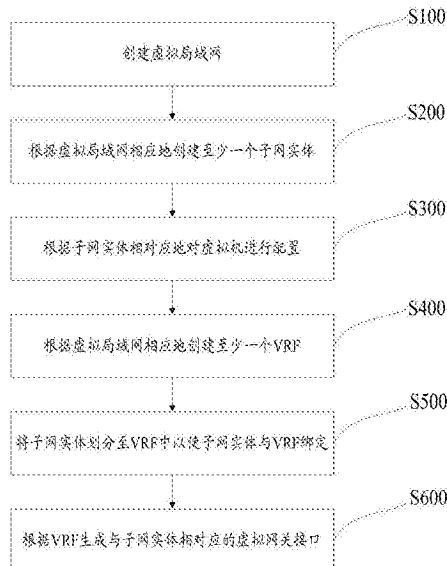 S100
创建虚拟局域网
S200
根据虚拟局域网相应地创建至少一个子网实体
S300
根据子网实体相对应地对虚拟机进行配置
S400
根据虚拟局域网相应地创建至少一个VRF
S500
将子网实体划分至VRF中以使子网实体与VRF绑定
S600
根据VRF生成与子网实体相对应的虚拟网关接口